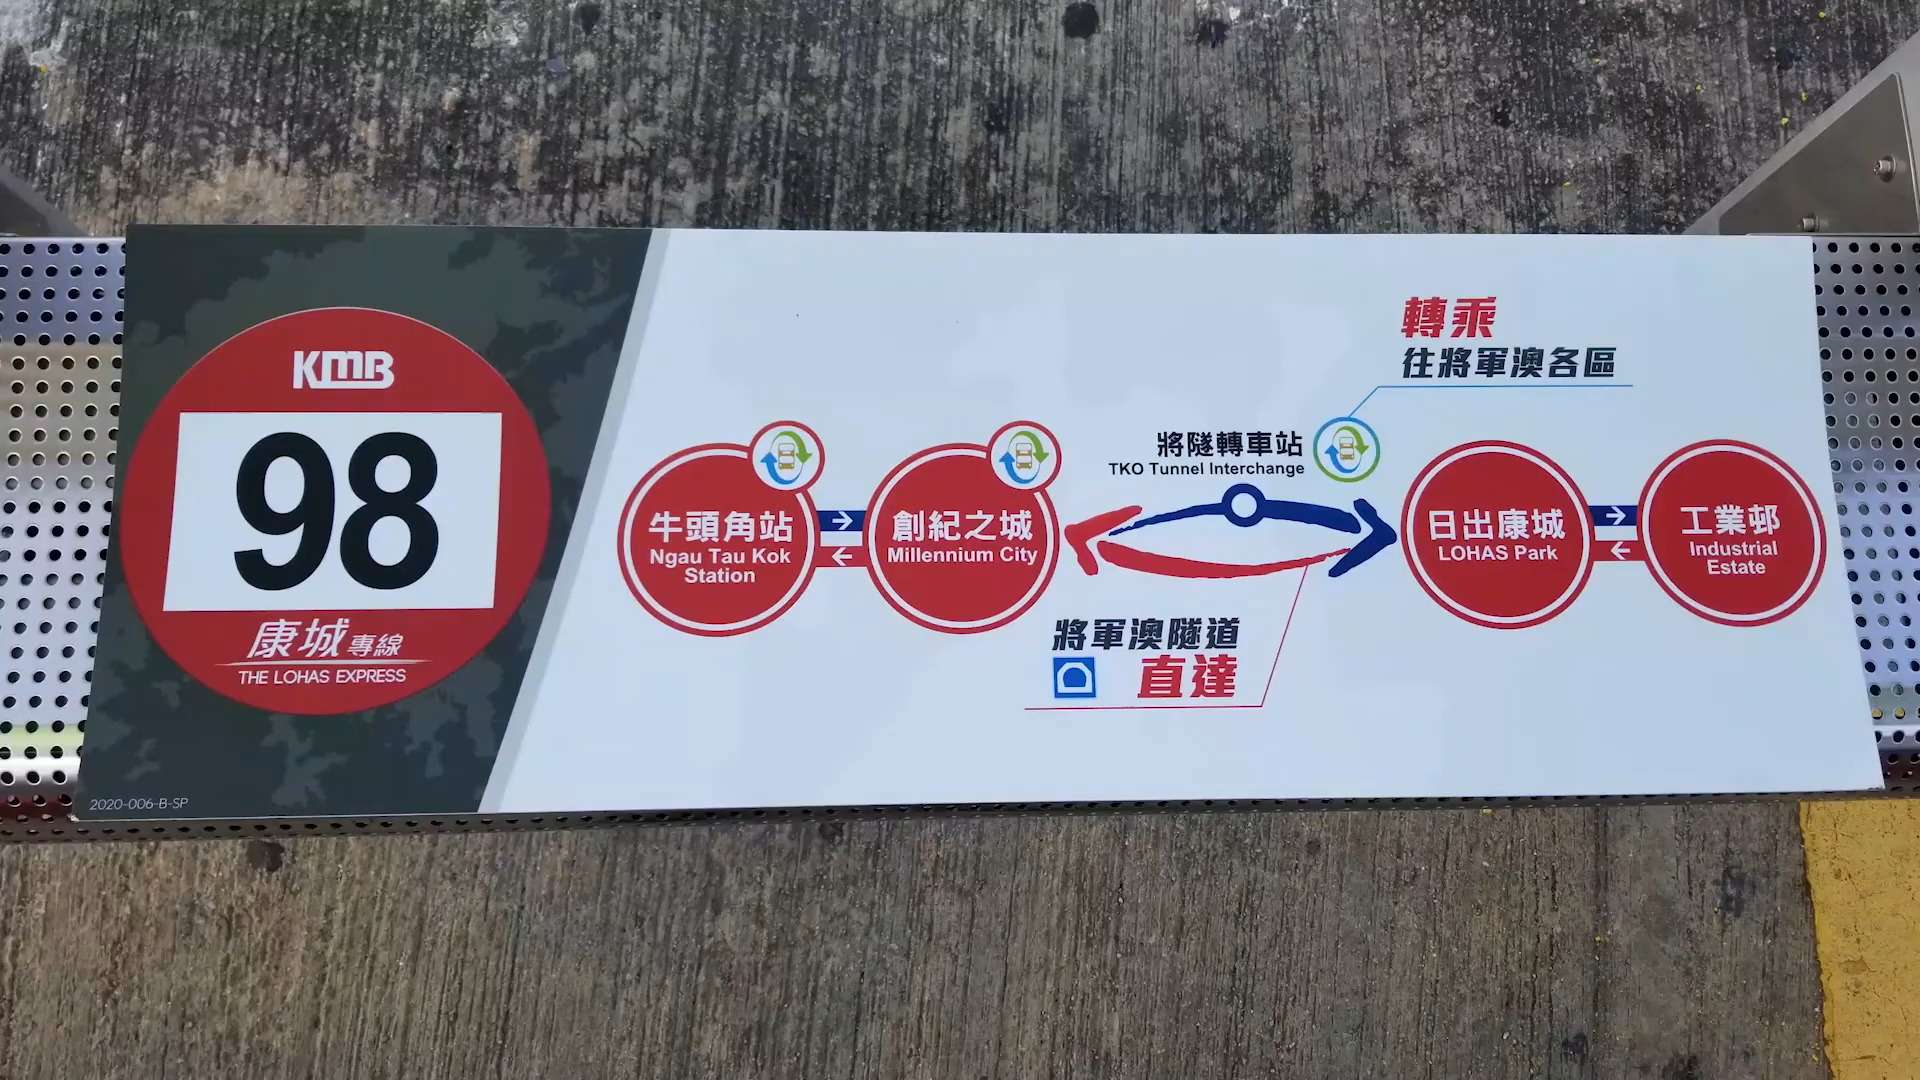 KMB
98
康城專線
THE LOHAS EXPRESS
2020-006-B-SP
牛頭角站
Ngau Tau Kok
Station
創紀之城
Millennium City
將隧轉車站
TKO Tunnel Interchange
轉乘
往將軍澳各區
將軍澳隧道
直達
日出康城
LOHAS Park
工業邨
Industrial
Estate